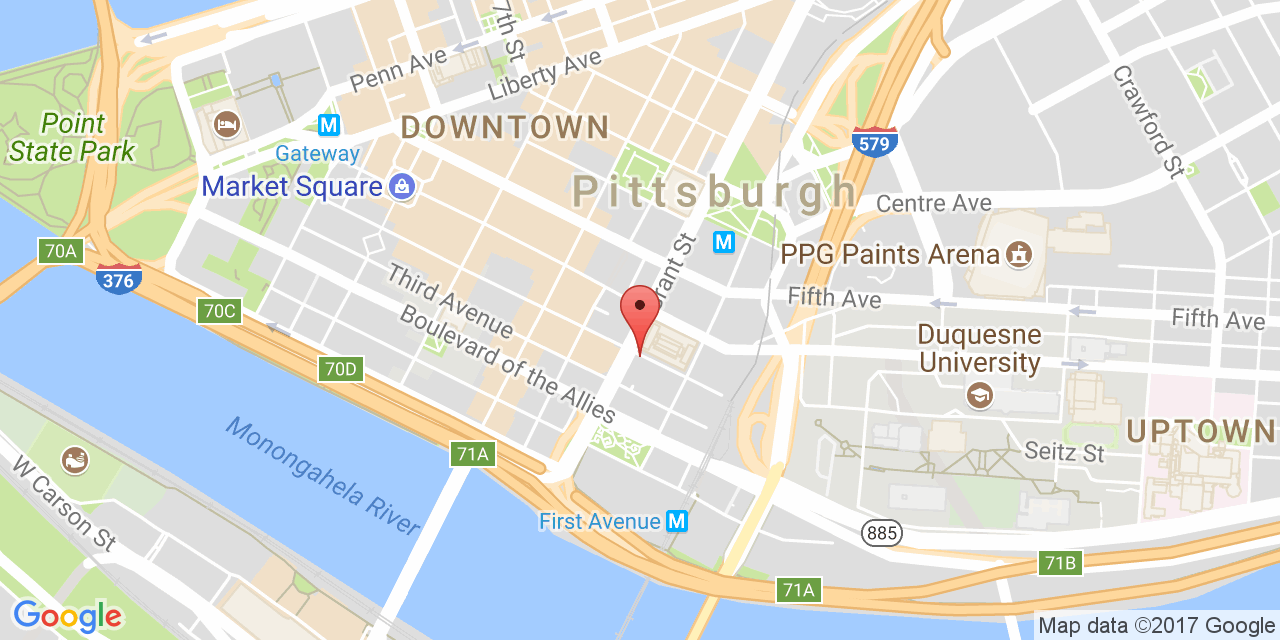 7th St
Penn Ave
Liberty Ave
Crawford St
Point
State Park
M
Gateway
DOWNTOWN
579
Market Square
Pittsburgh
Centre Ave
M
70A
376
PPG Paints Arena
Grant St
Third Avenue
Fifth Ave
Fifth Ave
70C
Boulevard of the Allies
Duquesne
University
70D
Monongahela River
UPTOWN
71A
Seitz St
W Carson St
First Avenue M
885
71B
71A
Google
Map data ©2017 Google